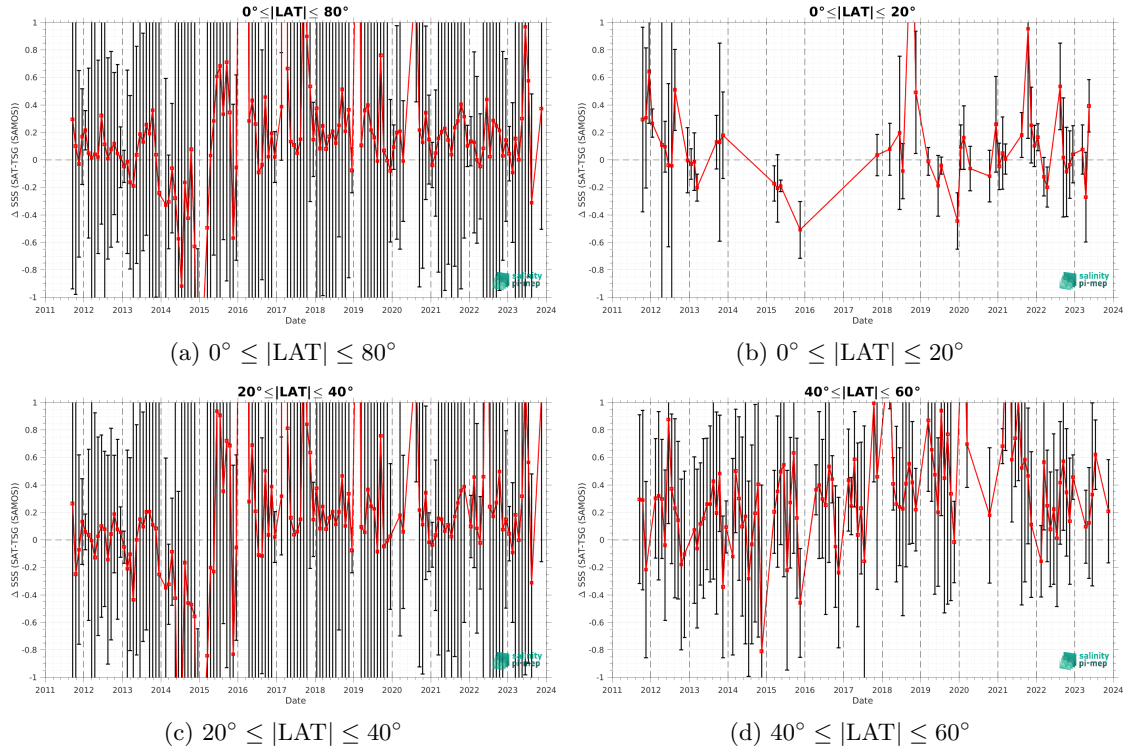 0°≤|LAT|≤ 80°
Δ SSS (SAT-TSG (SAMOS))
1
0.8
0.6
0.4
0.2
0
-0.2
-0.4
-0.6
-0.8
-1
2011 2012 2013 2014 2015 2016 2017 2018 2019 2020 2021 2022 2023 2024
Date
salinity
pi-mep
(a) 0° ≤ |LAT| ≤ 80°
0°≤|LAT|≤ 20°
Δ SSS (SAT-TSG (SAMOS))
1
0.8
0.6
0.4
0.2
0
-0.2
-0.4
-0.6
-0.8
-1
2011 2012 2013 2014 2015 2016 2017 2018 2019 2020 2021 2022 2023 2024
Date
salinity
pi-mep
(b) 0° ≤ |LAT| ≤ 20°
20°≤|LAT|≤ 40°
Δ SSS (SAT-TSG (SAMOS))
1
0.8
0.6
0.4
0.2
0
-0.2
-0.4
-0.6
-0.8
-1
2011 2012 2013 2014 2015 2016 2017 2018 2019 2020 2021 2022 2023 2024
Date
salinity
pi-mep
(c) 20° ≤ |LAT| ≤ 40°
40°≤|LAT|≤ 60°
Δ SSS (SAT-TSG (SAMOS))
1
0.8
0.6
0.4
0.2
0
-0.2
-0.4
-0.6
-0.8
-1
2011 2012 2013 2014 2015 2016 2017 2018 2019 2020 2021 2022 2023 2024
Date
salinity
pi-mep
(d) 40° ≤ |LAT| ≤ 60°